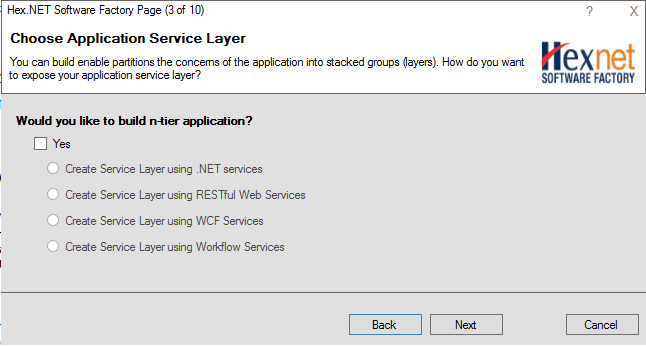 Hex.NET Software Factory Page (3 of 10)
? X
Choose Application Service Layer
You can build enable partitions the concerns of the application into stacked groups (layers). How do you want
to expose your application service layer?
Hexnet
SOFTWARE FACTORY
Would you like to build n-tier application?
Yes
Create Service Layer using .NET services
Create Service Layer using RESTful Web Services
Create Service Layer using WCF Services
Create Service Layer using Workflow Services
Back Next Cancel